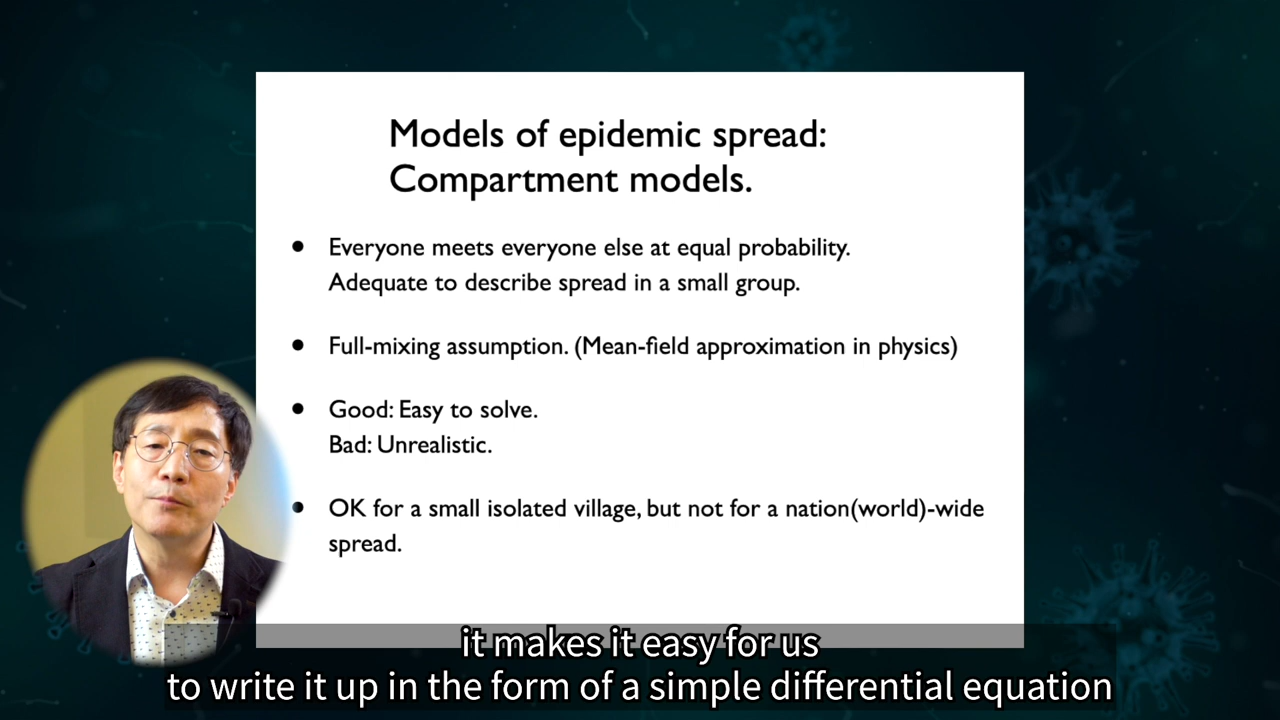 Models of epidemic spread:
Compartment models.
• Everyone meets everyone else at equal probability.
Adequate to describe spread in a small group.
• Full-mixing assumption. (Mean-field approximation in physics)
• Good: Easy to solve.
Bad: Unrealistic.
• OK for a small isolated village, but not for a nation(world)-wide
spread.
it makes it easy for us
to write it up in the form of a simple differential equation